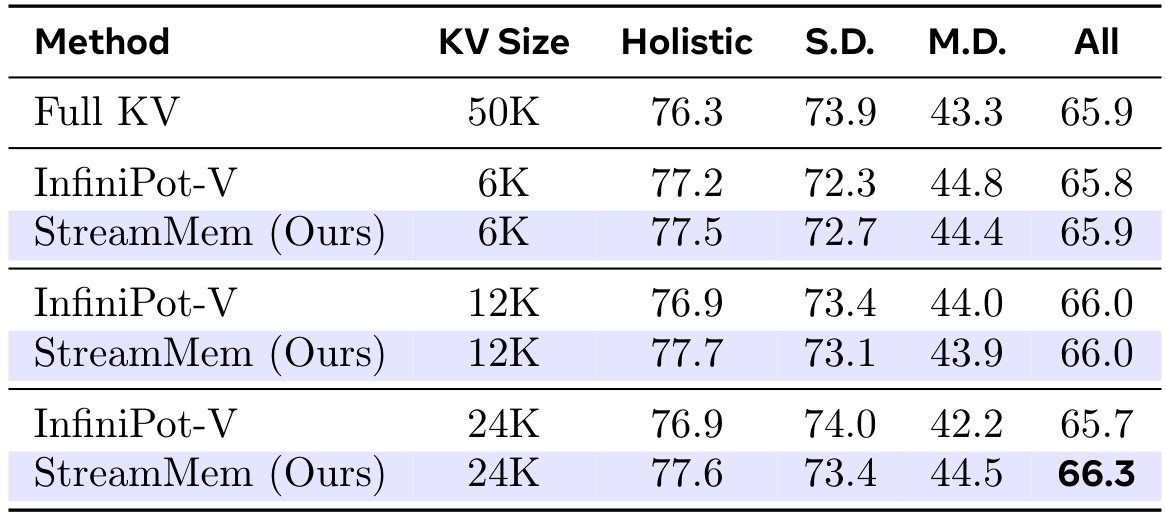 Method KV Size Holistic S.D. M.D. All
Full KV 50K 76.3 73.9 43.3 65.9
InfiniPot-V 6K 77.2 72.3 44.8 65.8
StreamMem (Ours) 6K 77.5 72.7 44.4 65.9
InfiniPot-V 12K 76.9 73.4 44.0 66.0
StreamMem (Ours) 12K 77.7 73.1 43.9 66.0
InfiniPot-V 24K 76.9 74.0 42.2 65.7
StreamMem (Ours) 24K 77.6 73.4 44.5 66.3